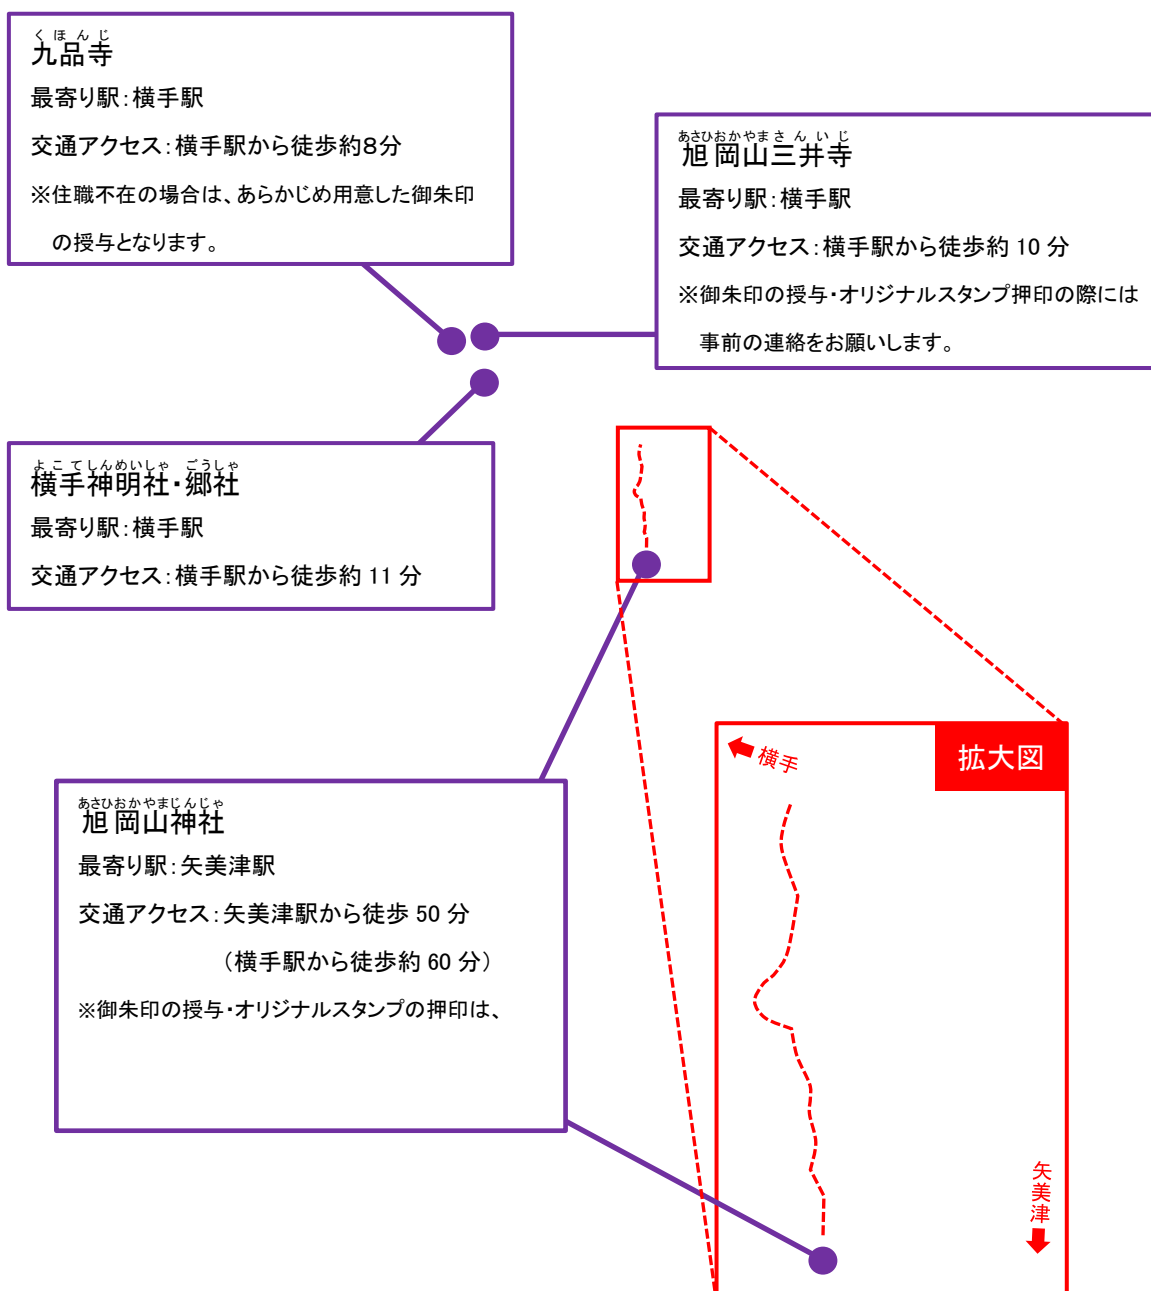 くほんじ
九品寺
最寄り駅：横手駅
交通アクセス：横手駅から徒歩約8分
※住職不在の場合は、あらかじめ用意した御朱印
の授与となります。
あさひおかやまさんいじ
旭岡山三井寺
最寄り駅：横手駅
交通アクセス：横手駅から徒歩約 10 分
※御朱印の授与・オリジナルスタンプ押印の際には
事前の連絡をお願いします。
よこてしんめいしゃ ごうしゃ
横手神明社・郷社
最寄り駅：横手駅
交通アクセス：横手駅から徒歩約 11 分
あさひおかやまじんじゃ
旭岡山神社
最寄り駅：矢美津駅
交通アクセス：矢美津駅から徒歩 50 分
（横手駅から徒歩約 60 分）
※御朱印の授与・オリジナルスタンプの押印は、
横手
拡大図
矢美津